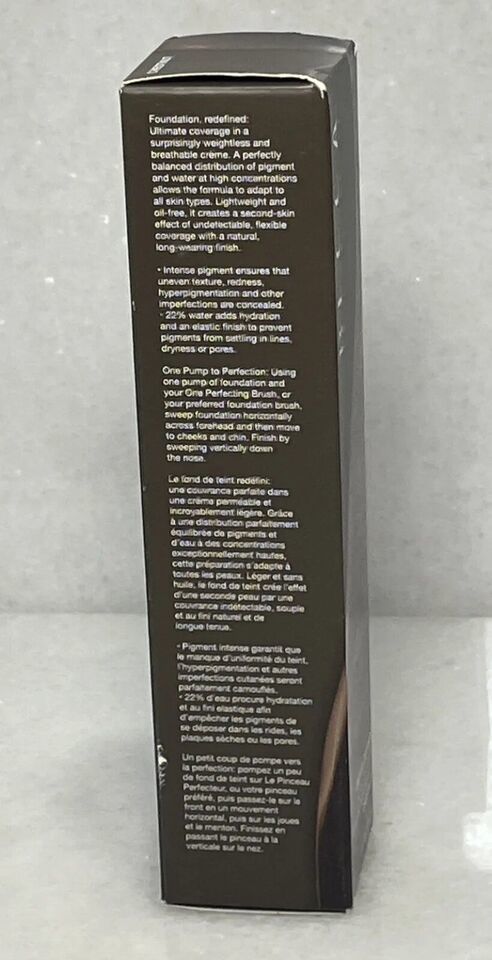 Foundation, redefined:
Ultimate coverage in a
surprisingly weightless and
breathable crème. A perfectly
balanced distribution of pigment
and water at high concentrations
allows the formula to adapt to
all skin types. Lightweight and
oil-free, it creates a second-skin
effect of undetectable, flexible
coverage with a natural,
long-wearing finish.
• Intense pigment ensures that
uneven texture, redness,
hyperpigmentation and other
imperfections are concealed.
• 22% water adds hydration
and an elastic finish to prevent
pigments from settling in lines,
dryness or pores.
One Pump to Perfection: Using
one pump of foundation and
your One Perfecting Brush, or
your preferred foundation brush,
sweep foundation horizontally
across forehead and then move
to cheeks and chin. Finish by
sweeping vertically down
the nose.
Le fond de teint redéfini:
une couvrance parfaite dans
une crème perméable et
incroyablement légère. Grâce
à une distribution parfaitement
équilibrée de pigments et
d'eau à des concentrations
exceptionnellement hautes,
cette préparation s'adapte à
toutes les peaux. Léger et sans
huile, le fond de teint crée l'effet
d'une seconde peau par une
couvrance indétectable, souple
et au fini naturel et de
longue tenue.
• Pigment intense garantit que
le manque d'uniformité du teint,
l'hyperpigmentation et autres
imperfections cutanées seront
parfaitement camouflés.
• 22% d'eau procure hydratation
et au fini elastique afin
d'empêcher les pigments de
se déposer dans les rides, les
plaques sèches ou les pores.
Un petit coup de pompe vers
la perfection: pompez un peu
de fond de teint sur Le Pinceau
Perfecteur, ou votre pinceau
préféré, puis passez-le sur le
front en un mouvement
horizontal, puis sur les joues
et le menton. Finissez en
passant le pinceau à la
verticale sur le nez.